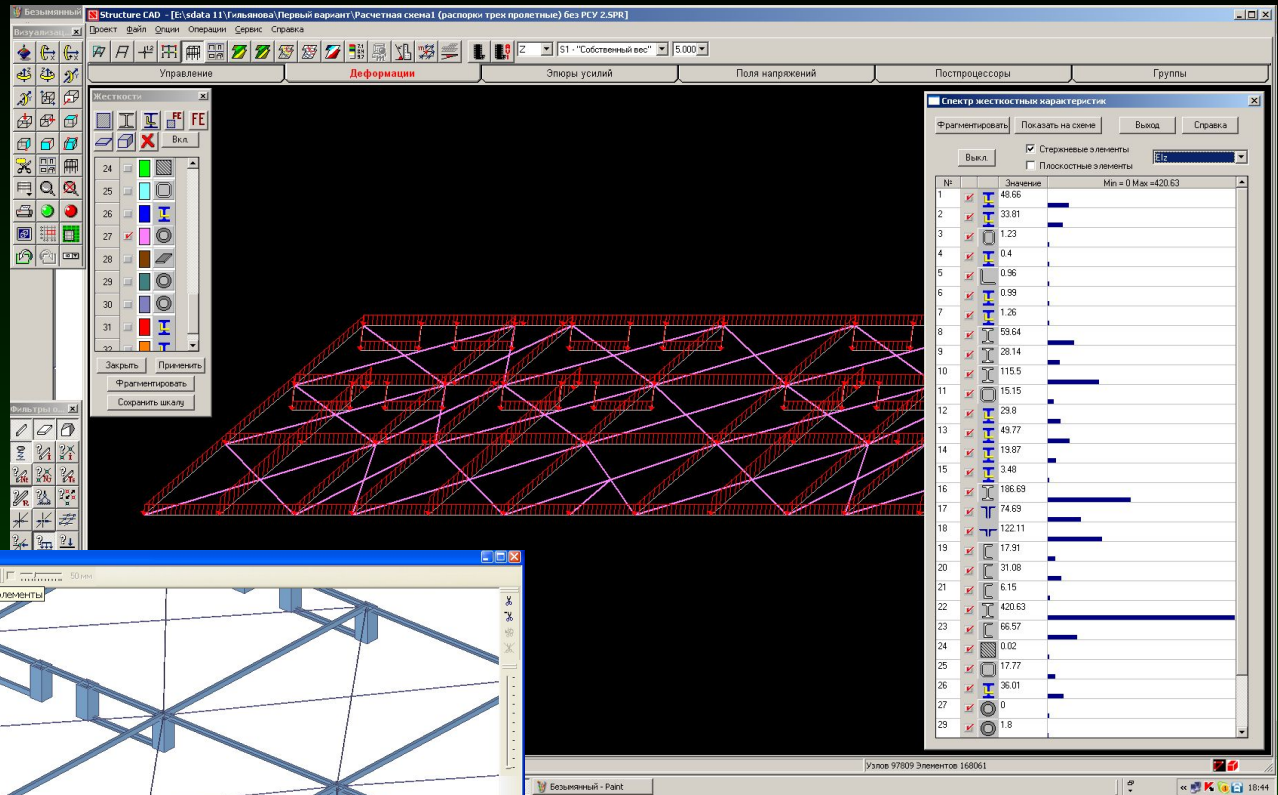 Безымянный
Structure CAD - [E:\sdata 11\Гильянова\Первый вариант\Расчетная схема1 (распорки трех пролетные) без РСУ 2.SPR]
Проект Файл Опции Операции Сервис Справка
Z S1 - "Собственный вес" 5.000
Управление Деформации Эпюры усилий Поля напряжений Постпроцессоры Группы
Жесткости
FE FE
Вкл.
24
25
26
27
28
29
30
31
32
Закрыть Применить
Фрагментировать
Сохранить шкалу
Спектр жесткостных характеристик
Фрагментировать Показать на схеме Выход Справка
Выкл.
Стержневые элементы
Плоскостные элементы
EIz
N° Значение Min = 0 Max =420.63
1 48.66
2 33.81
3 1.23
4 0.4
5 0.96
6 0.99
7 1.26
8 59.64
9 28.14
10 115.5
11 15.15
12 29.8
13 49.77
14 19.87
15 3.48
16 186.69
17 74.69
18 122.11
19 17.91
20 31.08
21 6.15
22 420.63
23 66.57
24 0.02
25 17.77
26 36.01
27 0
29 1.8
50 мм
лементы
Узлов 97809 Элементов 168061
Безымянный - Paint
18:44